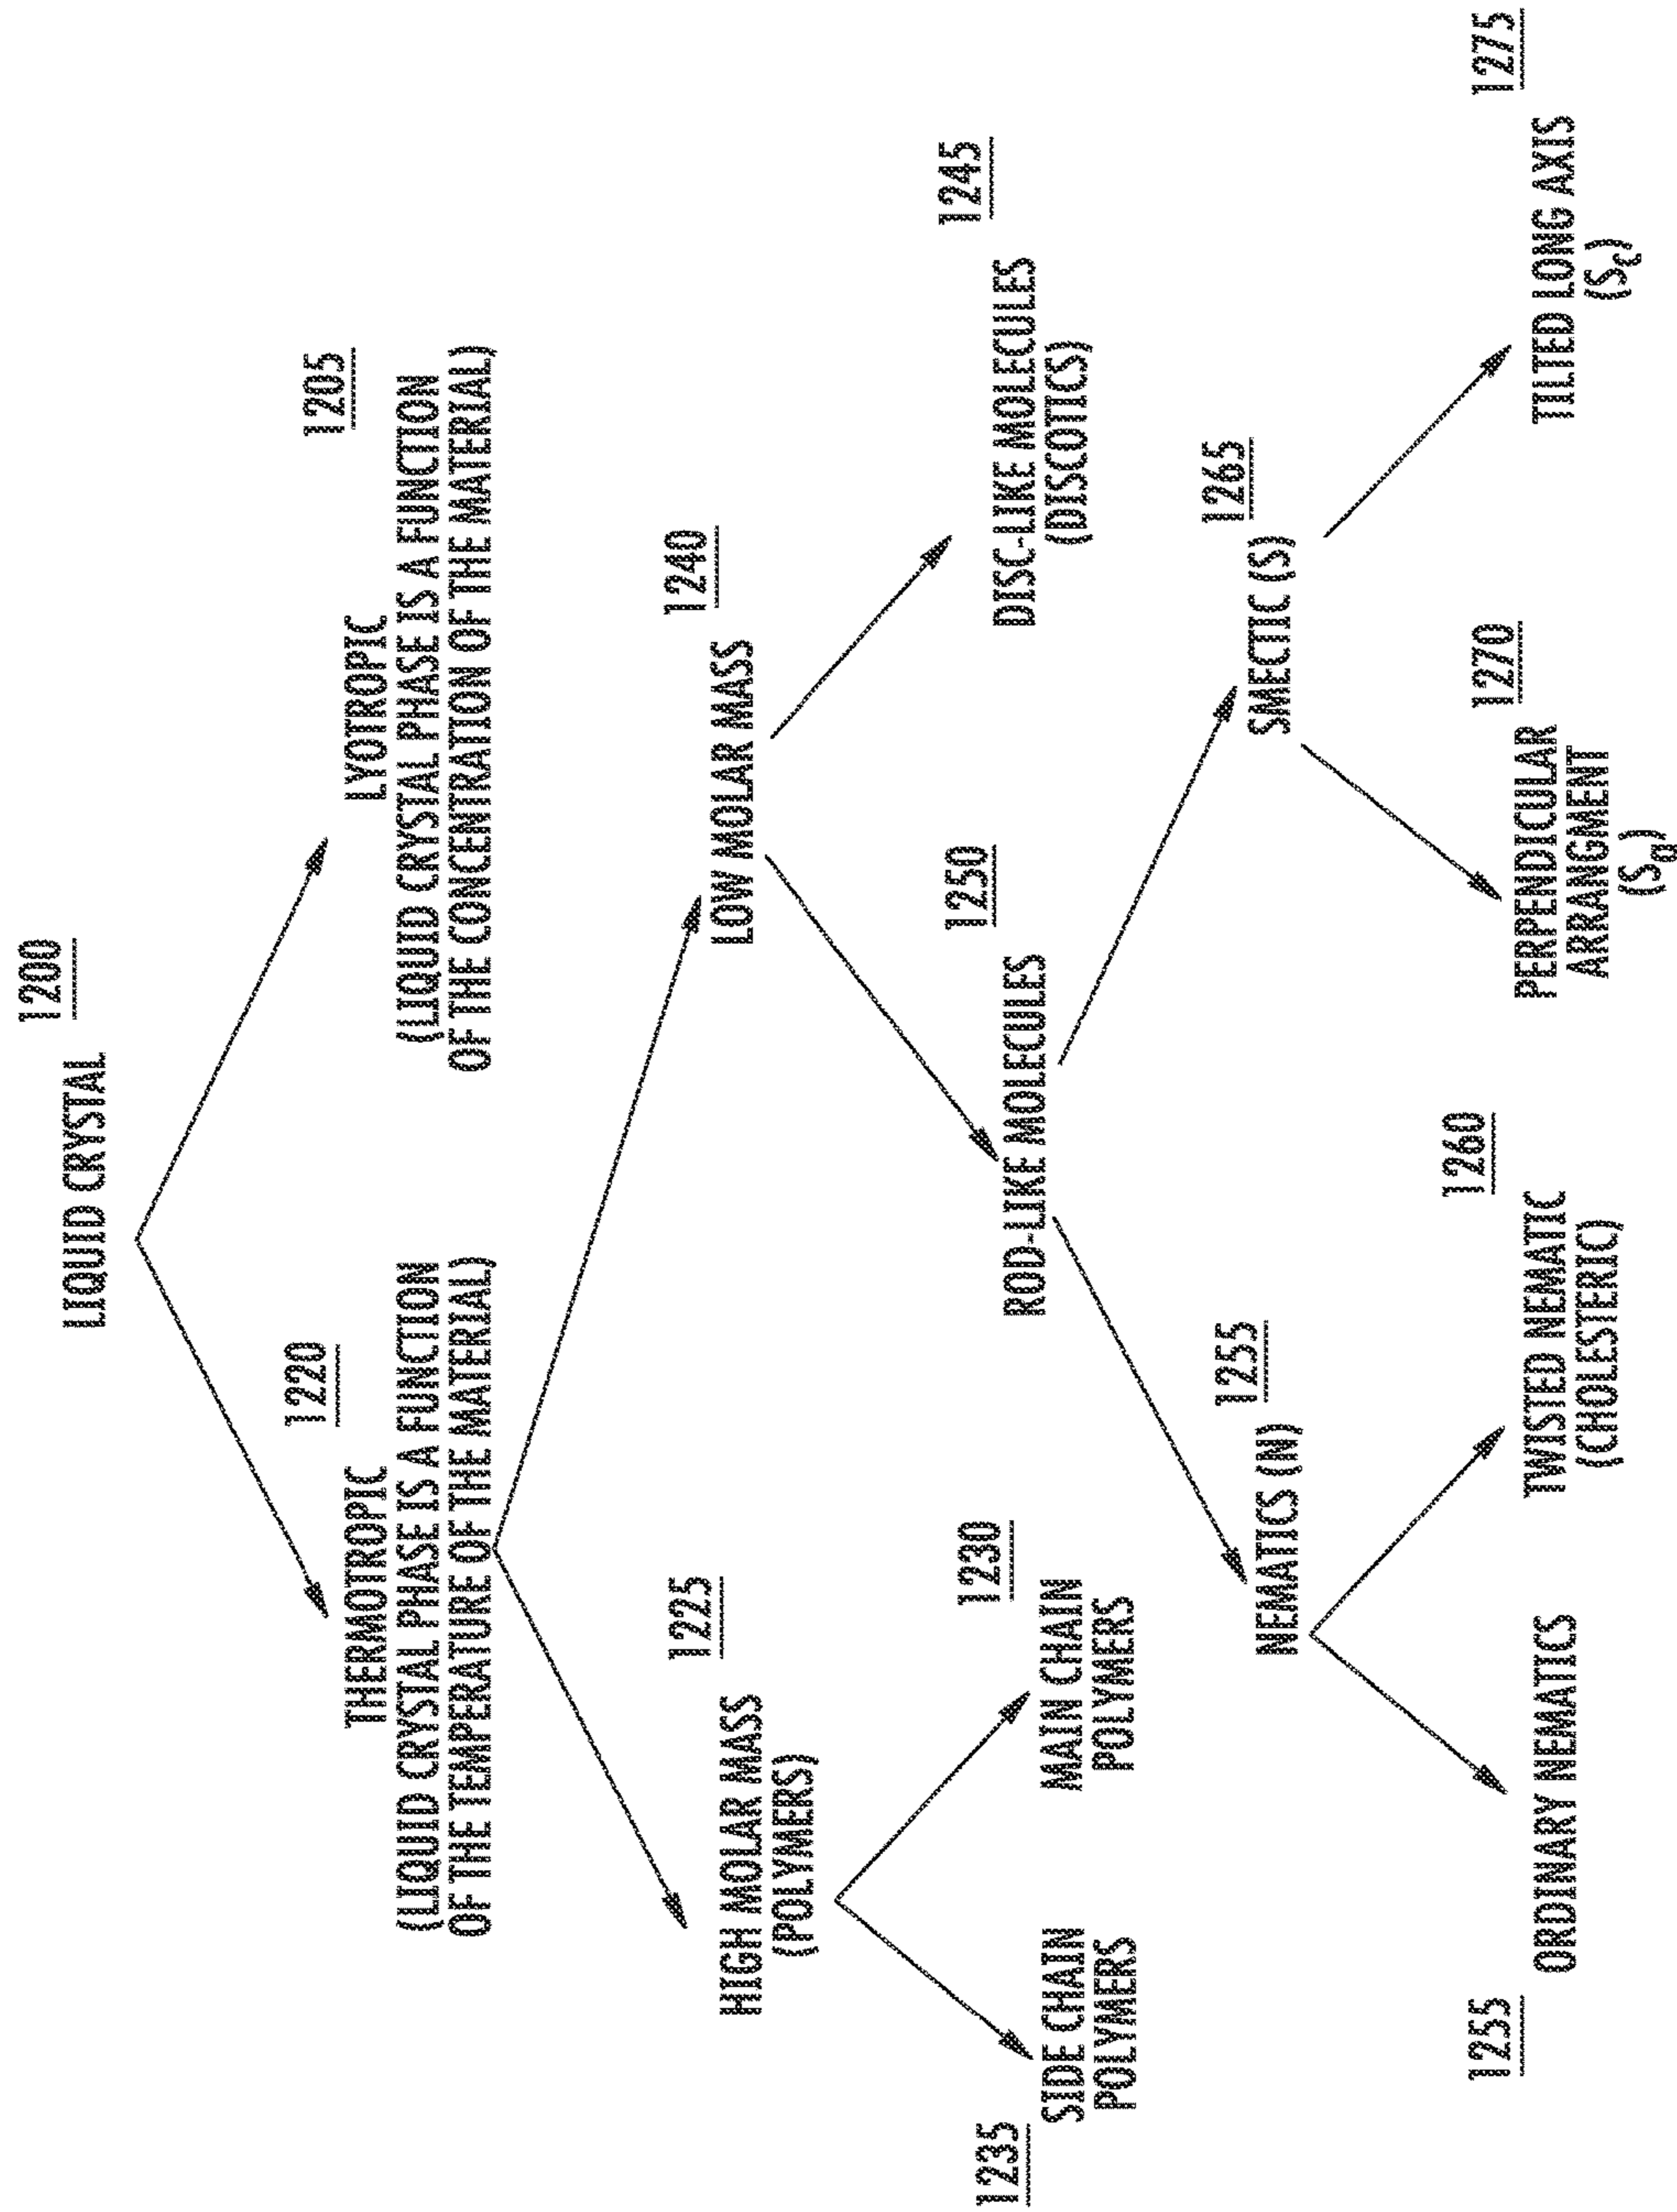 LIQUID CRYSTAL
1200
THERMOTROPIC
(LIQUID CRYSTAL PHASE IS A FUNCTION
OF THE TEMPERATURE OF THE MATERIAL)
1220
LYOTROPIC
(LIQUID CRYSTAL PHASE IS A FUNCTION
OF THE CONCENTRATION OF THE MATERIAL)
1205
HIGH MOLAR MASS
(POLYMERS)
1225
LOW MOLAR MASS
1240
1235
SIDE CHAIN
POLYMERS
MAIN CHAIN
POLYMERS
1230
ROD-LIKE MOLECULES
1250
DISC-LIKE MOLECULES
(DISCOTICS)
1245
NEMATICS (N)
1255
SMECTIC (S)
1265
1255
ORDINARY NEMATICS
TWISTED NEMATIC
(CHOLESTERIC)
1260
PERPENDICULAR
ARRANGMENT
(Sa)
1270
TILTED LONG AXIS
(Sc)
1275